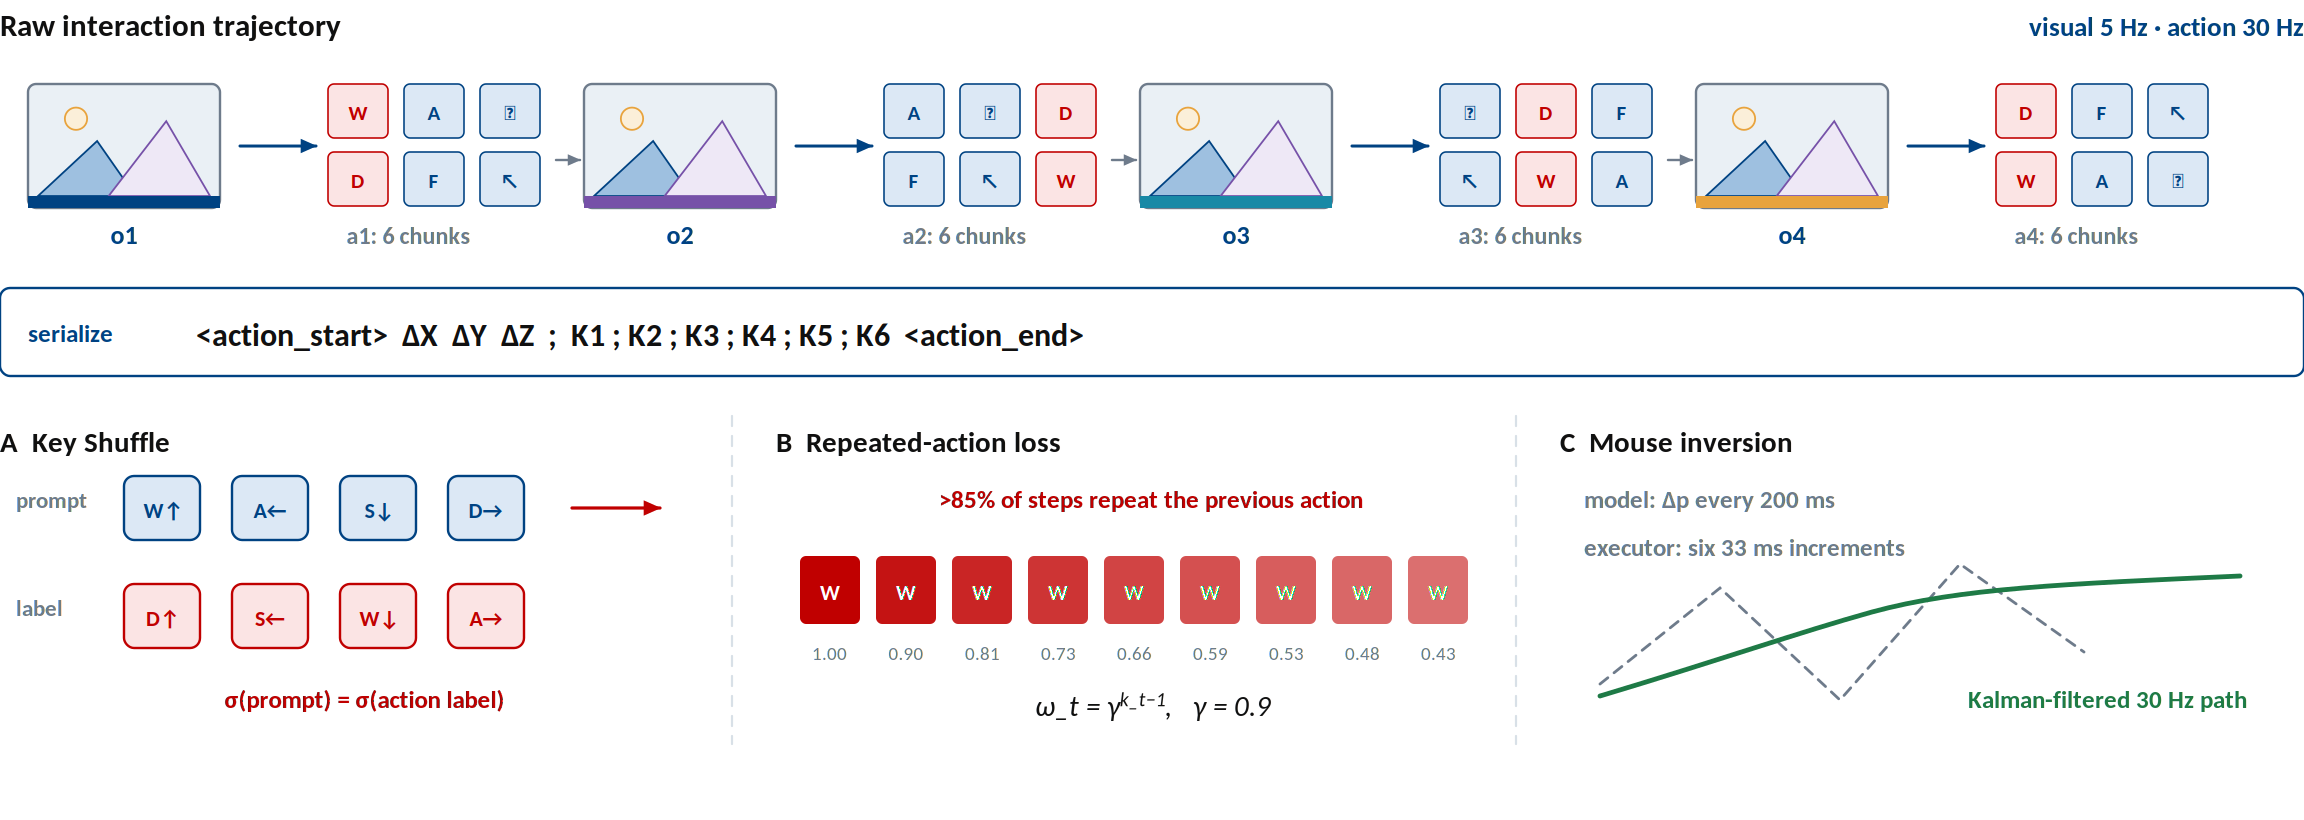 Raw interaction trajectory
visual 5 Hz · action 30 Hz
W A
D F ↖
o1
a1: 6 chunks
A D
F ↖ W
o2
a2: 6 chunks
D F
↖ W A
o3
a3: 6 chunks
D F ↖
W A
o4
a4: 6 chunks
serialize
<action_start> ΔX ΔY ΔZ ; K1 ; K2 ; K3 ; K4 ; K5 ; K6 <action_end>
A Key Shuffle
prompt
W↑ A← S↓ D→
label
D↑ S← W↓ A→
σ(prompt) = σ(action label)
B Repeated-action loss
>85% of steps repeat the previous action
W W W W W W W W W
1.00 0.90 0.81 0.73 0.66 0.59 0.53 0.48 0.43
ω_t = γ^k_t−1, γ = 0.9
C Mouse inversion
model: Δp every 200 ms
executor: six 33 ms increments
Kalman-filtered 30 Hz path